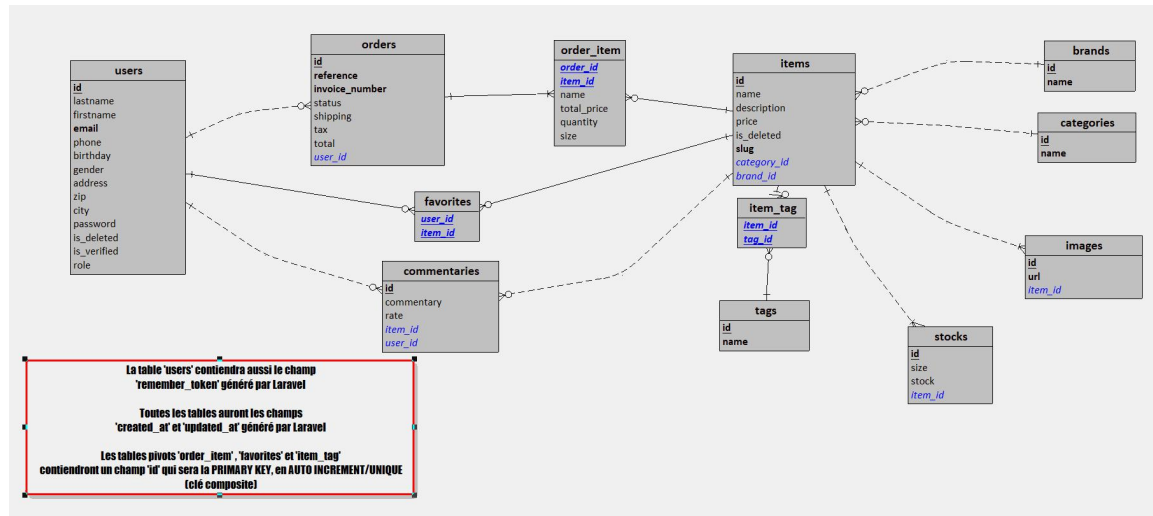 users
id
lastname
firstname
email
phone
birthday
gender
address
zip
city
password
is_deleted
is_verified
role
orders
id
reference
invoice_number
status
shipping
tax
total
user_id
order_item
order_id
item_id
name
total_price
quantity
size
items
id
name
description
price
is_deleted
slug
category_id
brand_id
brands
id
name
categories
id
name
favorites
user_id
item_id
item_tag
item_id
tag_id
images
id
url
item_id
commentaries
id
commentary
rate
item_id
user_id
tags
id
name
stocks
id
size
stock
item_id
La table 'users' contiendra aussi le champ
'remember_token' généré par Laravel
Toutes les tables auront les champs
'created_at' et 'updated_at' généré par Laravel
Les tables pivots 'order_item' , 'favorites' et 'item_tag'
contiendront un champ 'id' qui sera la PRIMARY KEY, en AUTO INCREMENT/UNIQUE
(clé composite)